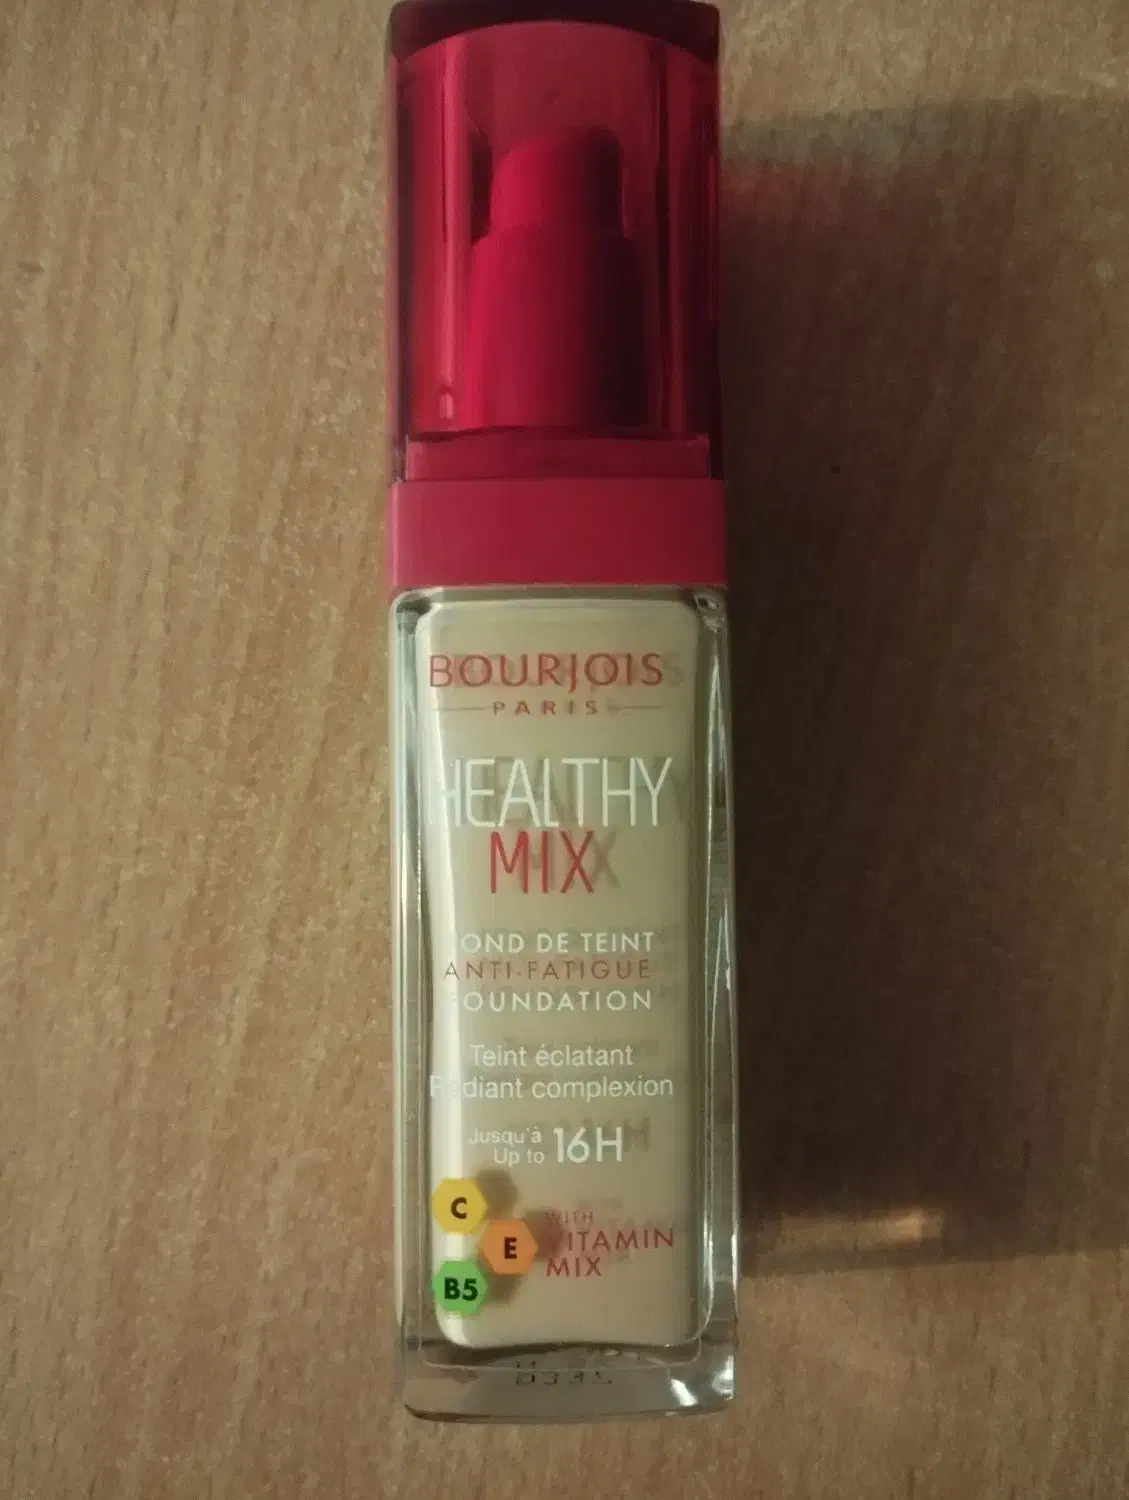 BOURJOIS
PARIS
HEALTHY
MIX
FOND DE TEINT
ANTI-FATIGUE
FOUNDATION
Teint éclatant
Radiant complexion
Jusqu'à
Up to 16H
C
E
B5
WITH
VITAMIN
MIX